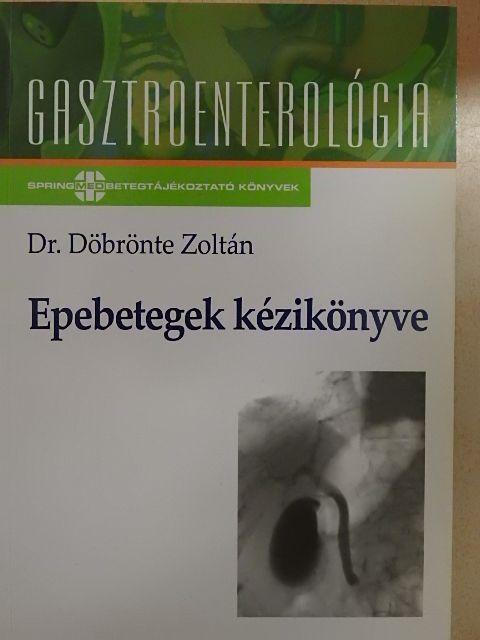 GASZTROENTEROLÓGIA
SPRINGMED BETEGTÁJÉKOZTATÓ KÖNYVEK
Dr. Döbrönte Zoltán
Epebetegek kézikönyve